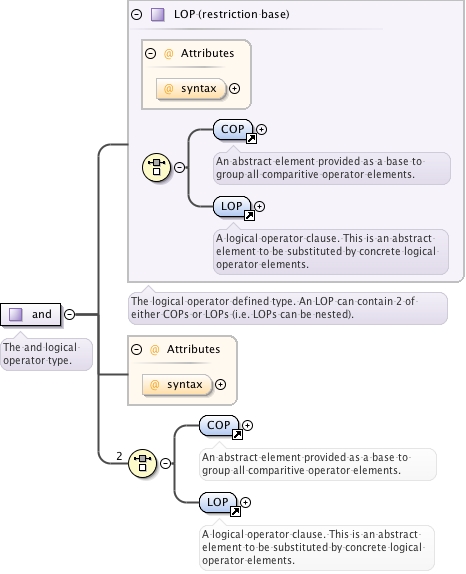 LOP (restriction base)
@ Attributes
@ syntax
COP
An abstract element provided as a base to
group all comparitive operator elements.
LOP
A logical operator clause. This is an abstract
element to be substituted by concrete logical
operator elements.
The logical operator defined type. An LOP can contain 2 of
either COPs or LOPs (i.e. LOPs can be nested).
and
The and logical
operator type.
@ Attributes
@ syntax
2
COP
An abstract element provided as a base to
group all comparitive operator elements.
LOP
A logical operator clause. This is an abstract
element to be substituted by concrete logical
operator elements.